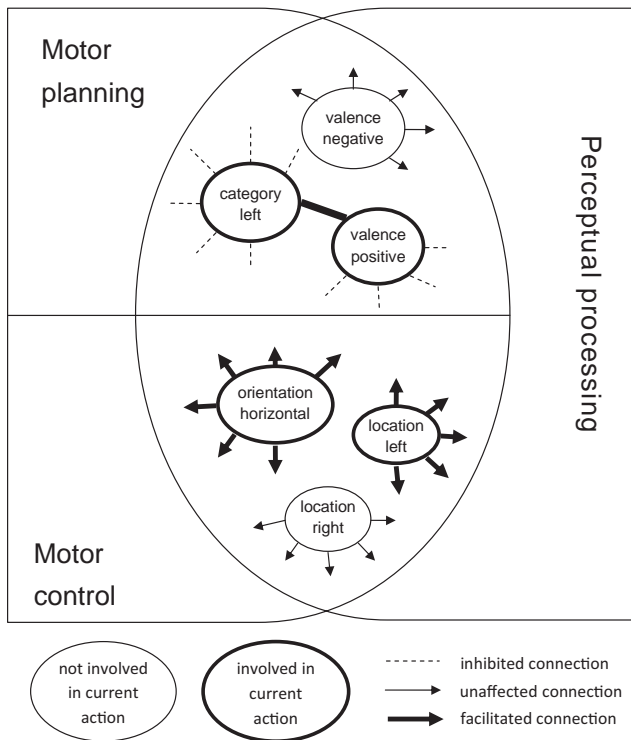 Motor
planning
valence
negative
category
left
valence
positive
Perceptual processing
orientation
horizontal
location
left
location
right
Motor
control
not involved
in current
action
involved in
current
action
inhibited connection
unaffected connection
facilitated connection